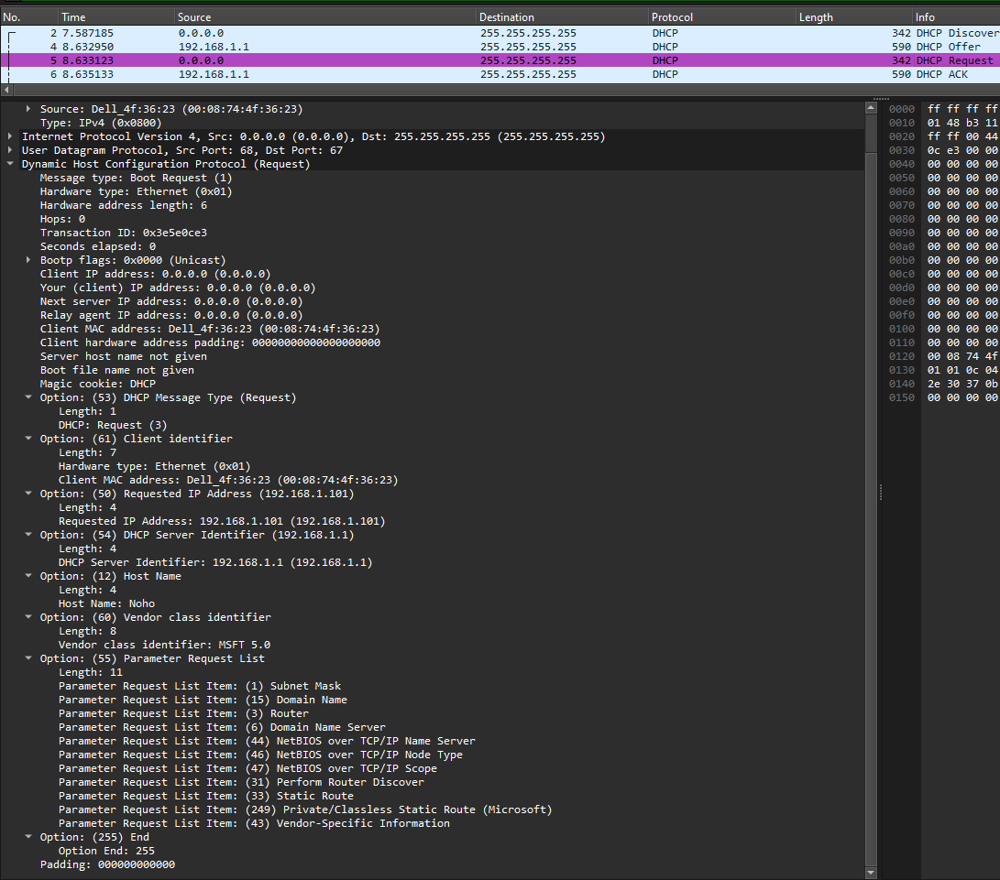 No. Time Source Destination Protocol Length Info
2 7.587185 0.0.0.0 255.255.255.255 DHCP 342 DHCP Discover
4 8.632950 192.168.1.1 255.255.255.255 DHCP 590 DHCP Offer
5 8.633123 0.0.0.0 255.255.255.255 DHCP 342 DHCP Request
6 8.635133 192.168.1.1 255.255.255.255 DHCP 590 DHCP ACK
Source: Dell_4f:36:23 (00:08:74:4f:36:23)
Type: IPv4 (0x0800)
Internet Protocol Version 4, Src: 0.0.0.0 (0.0.0.0), Dst: 255.255.255.255 (255.255.255.255)
User Datagram Protocol, Src Port: 68, Dst Port: 67
Dynamic Host Configuration Protocol (Request)
Message type: Boot Request (1)
Hardware type: Ethernet (0x01)
Hardware address length: 6
Hops: 0
Transaction ID: 0x3e5e0ce3
Seconds elapsed: 0
Bootp flags: 0x0000 (Unicast)
Client IP address: 0.0.0.0 (0.0.0.0)
Your (client) IP address: 0.0.0.0 (0.0.0.0)
Next server IP address: 0.0.0.0 (0.0.0.0)
Relay agent IP address: 0.0.0.0 (0.0.0.0)
Client MAC address: Dell_4f:36:23 (00:08:74:4f:36:23)
Client hardware address padding: 00000000000000000000
Server host name not given
Boot file name not given
Magic cookie: DHCP
Option: (53) DHCP Message Type (Request)
Length: 1
DHCP: Request (3)
Option: (61) Client identifier
Length: 7
Hardware type: Ethernet (0x01)
Client MAC address: Dell_4f:36:23 (00:08:74:4f:36:23)
Option: (50) Requested IP Address (192.168.1.101)
Length: 4
Requested IP Address: 192.168.1.101 (192.168.1.101)
Option: (54) DHCP Server Identifier (192.168.1.1)
Length: 4
DHCP Server Identifier: 192.168.1.1 (192.168.1.1)
Option: (12) Host Name
Length: 4
Host Name: Noho
Option: (60) Vendor class identifier
Length: 8
Vendor class identifier: MSFT 5.0
Option: (55) Parameter Request List
Length: 11
Parameter Request List Item: (1) Subnet Mask
Parameter Request List Item: (15) Domain Name
Parameter Request List Item: (3) Router
Parameter Request List Item: (6) Domain Name Server
Parameter Request List Item: (44) NetBIOS over TCP/IP Name Server
Parameter Request List Item: (46) NetBIOS over TCP/IP Node Type
Parameter Request List Item: (47) NetBIOS over TCP/IP Scope
Parameter Request List Item: (31) Perform Router Discover
Parameter Request List Item: (33) Static Route
Parameter Request List Item: (249) Private/Classless Static Route (Microsoft)
Parameter Request List Item: (43) Vendor-Specific Information
Option: (255) End
Option End: 255
Padding: 000000000000
0000 ff ff ff ff
0010 01 48 b3 11
0020 ff ff 00 44
0030 0c e3 00 00
0040 00 00 00 00
0050 00 00 00 00
0060 00 00 00 00
0070 00 00 00 00
0080 00 00 00 00
0090 00 00 00 00
00a0 00 00 00 00
00b0 00 00 00 00
00c0 00 00 00 00
00d0 00 00 00 00
00e0 00 00 00 00
00f0 00 00 00 00
0100 00 00 00 00
0110 00 00 00 00
0120 00 08 74 4f
0130 01 01 0c 04
0140 2e 30 37 0b
0150 00 00 00 00